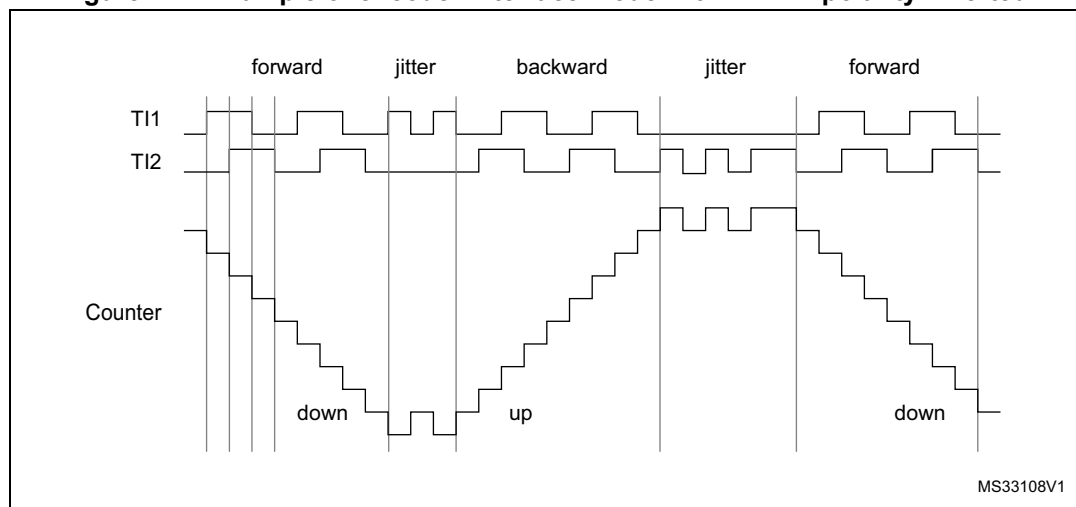 forward jitter backward jitter forward
TI1
TI2
Counter
down up down
MS33108V1